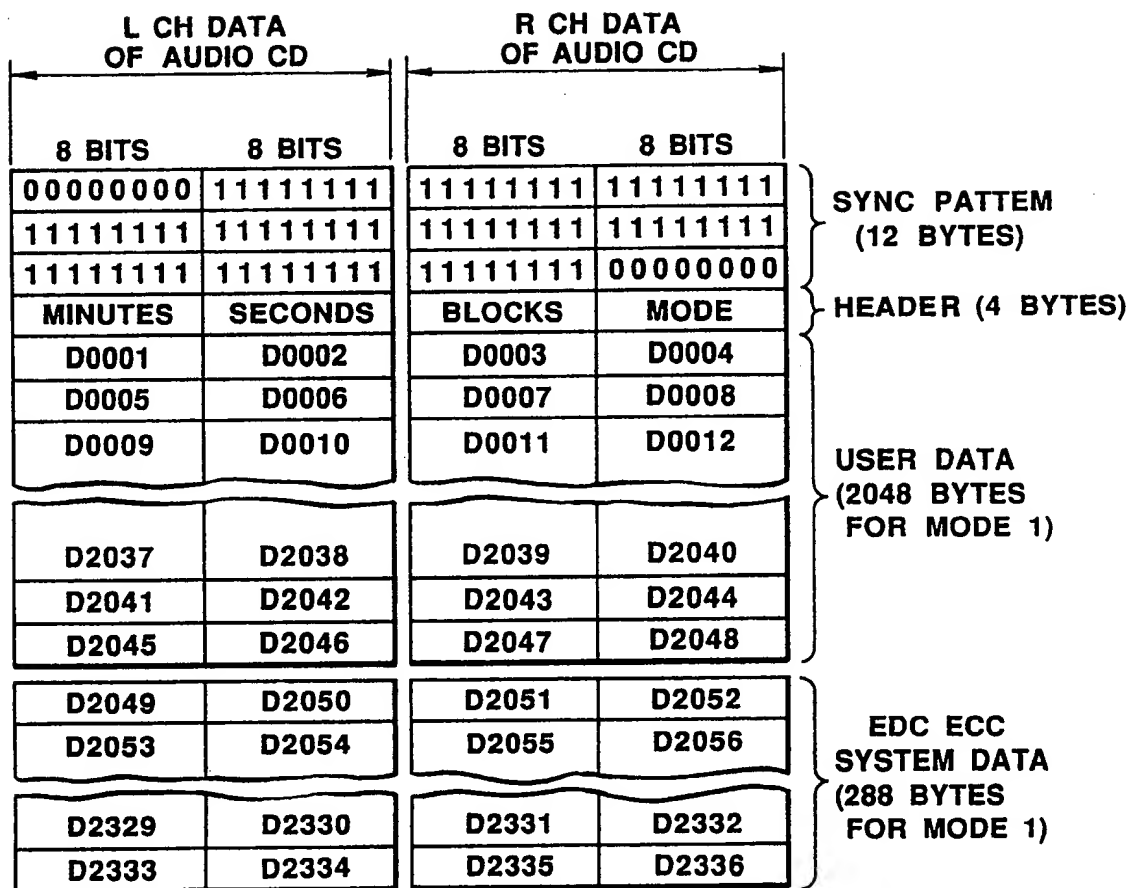 L CH DATA
OF AUDIO CD
R CH DATA
OF AUDIO CD
8 BITS 8 BITS 8 BITS 8 BITS
00000000 11111111 11111111 11111111
11111111 11111111 11111111 11111111
11111111 11111111 11111111 00000000
SYNC PATTEM
(12 BYTES)
MINUTES SECONDS BLOCKS MODE
HEADER (4 BYTES)
D0001 D0002 D0003 D0004
D0005 D0006 D0007 D0008
D0009 D0010 D0011 D0012
D2037 D2038 D2039 D2040
D2041 D2042 D2043 D2044
D2045 D2046 D2047 D2048
USER DATA
(2048 BYTES
FOR MODE 1)
D2049 D2050 D2051 D2052
D2053 D2054 D2055 D2056
D2329 D2330 D2331 D2332
D2333 D2334 D2335 D2336
EDC ECC
SYSTEM DATA
(288 BYTES
FOR MODE 1)